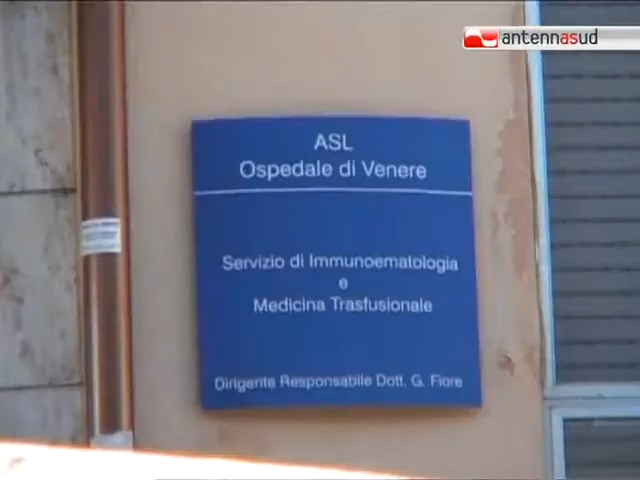 antennasud
ASL
Ospedale di Venere
Servizio di Immunoematologia
e
Medicina Trasfusionale
Dirigente Responsabile Dott. G. Fiore